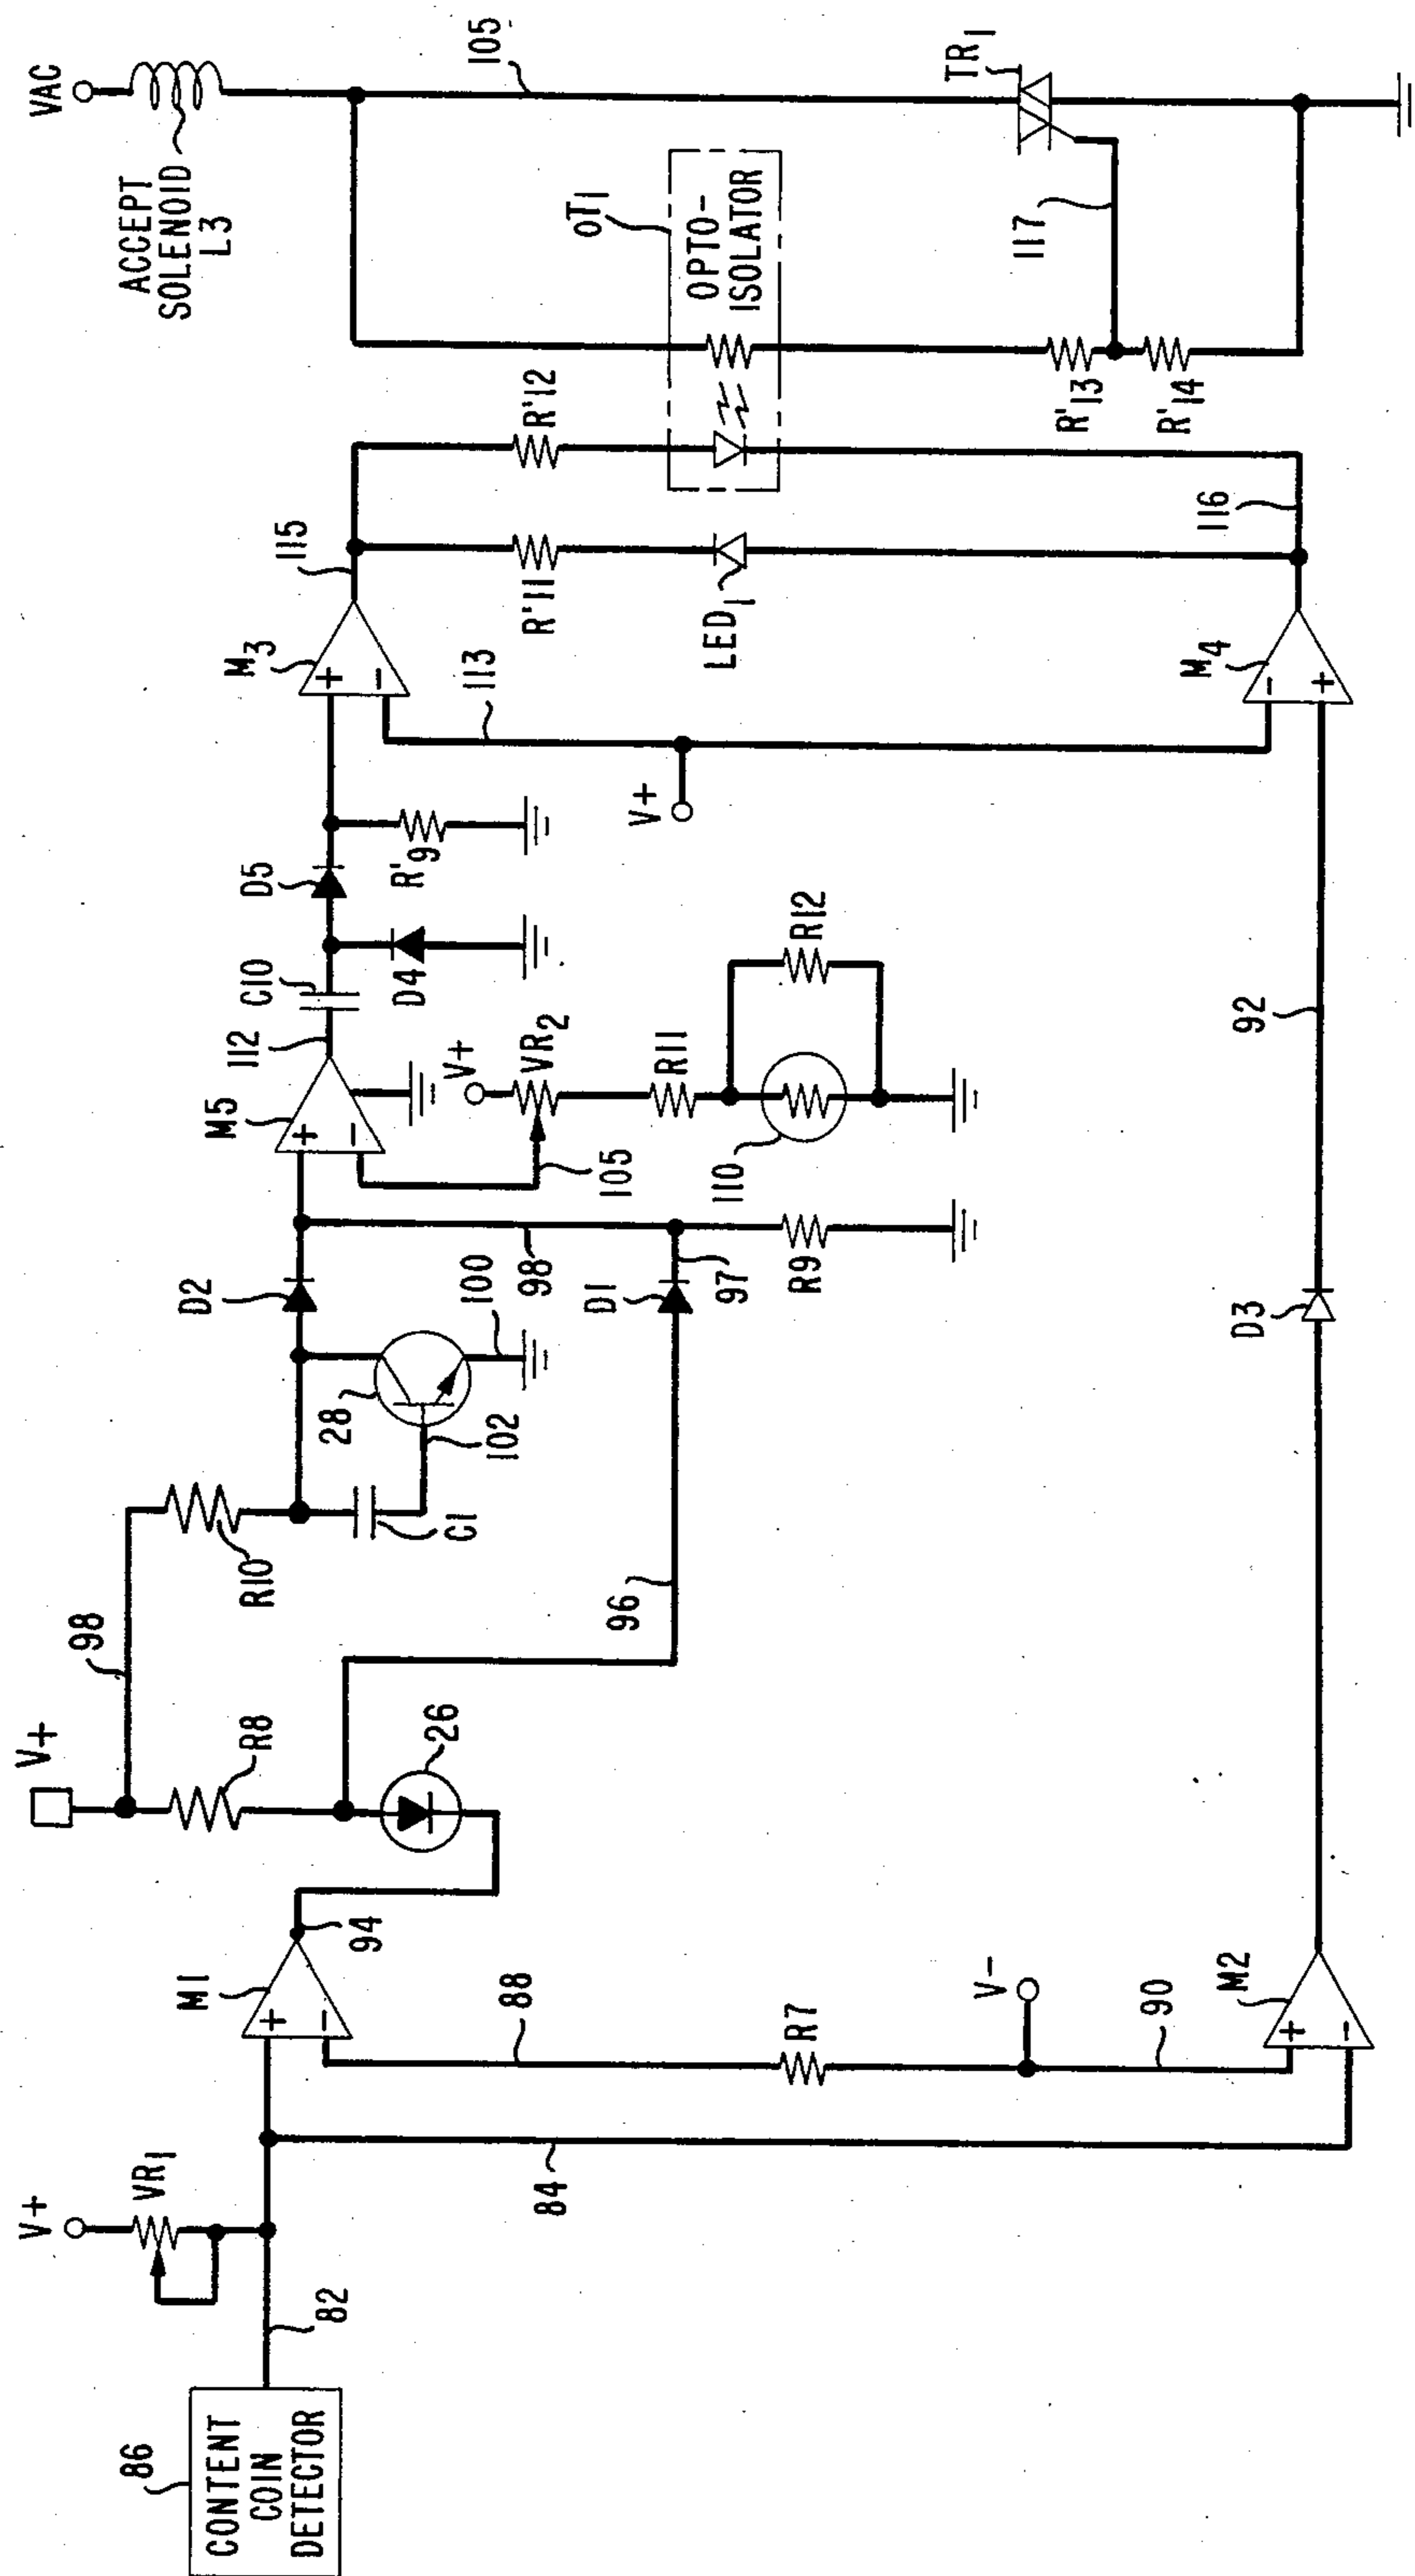 86
CONTENT
COIN
DETECTOR
82
V+
VR1
84
M1
+
-
94
88
R7
V-
90
M2
+
-
V+
98
R8
26
R10
C1
28
102
100
96
D2
D1
97
98
R9
M5
+
-
112
105
V+
VR2
R11
110
R12
C10
D4
D5
R'9
D3
92
M3
+
-
113
V+
M4
-
+
115
R'11
LED1
R'12
116
OPTO-
ISOLATOR
OT1
R'13
R'14
117
TR1
105
VAC
ACCEPT
SOLENOID
L3